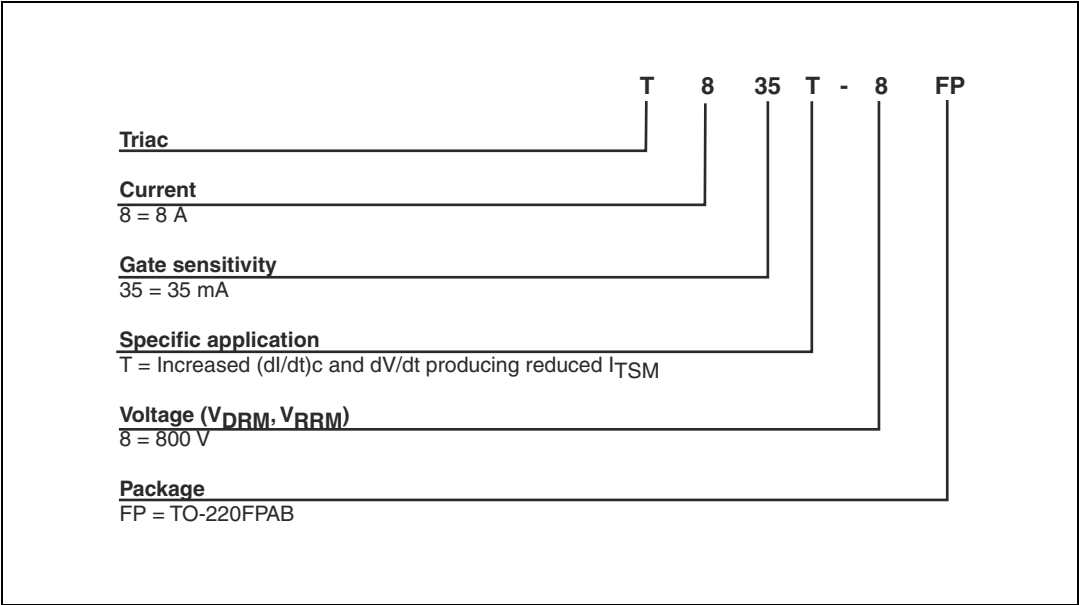 T 8 35 T - 8 FP
Triac
Current
8 = 8 A
Gate sensitivity
35 = 35 mA
Specific application
T = Increased (dI/dt)c and dV/dt producing reduced ITSM
Voltage (VDRM, VRRM)
8 = 800 V
Package
FP = TO-220FPAB